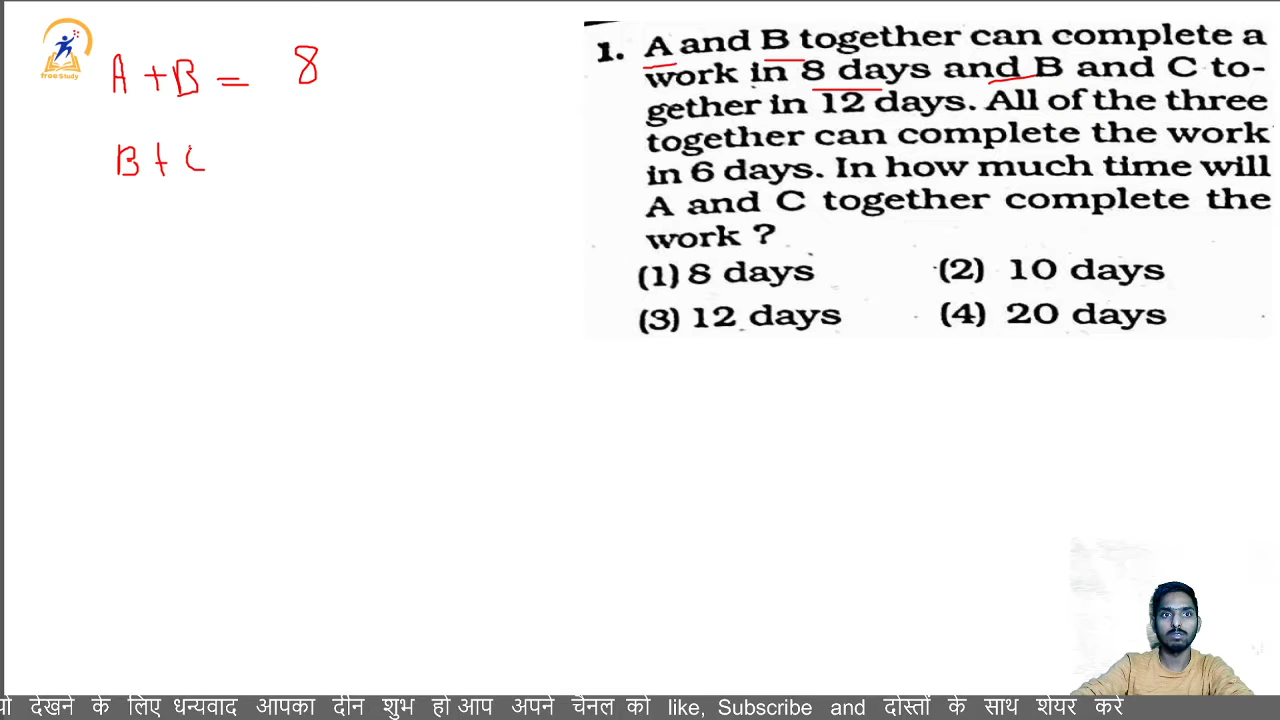 free study
A + B = 8
B + C
1. A and B together can complete a
work in 8 days and B and C to-
gether in 12 days. All of the three
together can complete the work
in 6 days. In how much time will
A and C together complete the
work ?
(1) 8 days (2) 10 days
(3) 12 days (4) 20 days
देखने के लिए धन्यवाद आपका दीन शुभ हो आप अपने चैनल को like, Subscribe and दोस्तों के साथ शेयर करे